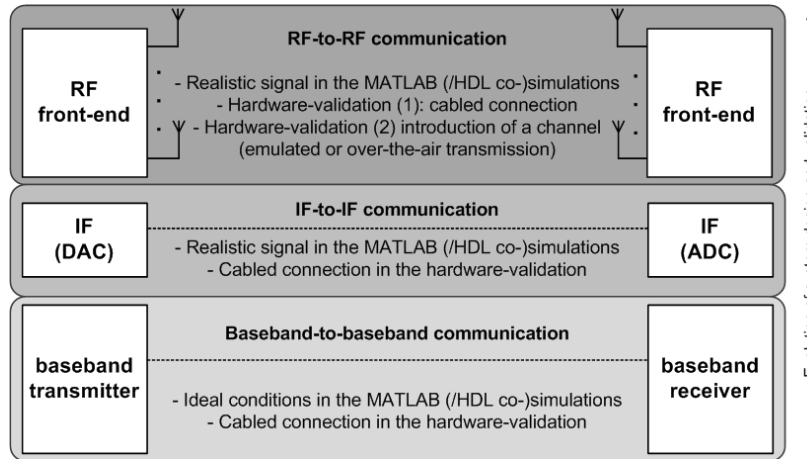 RF-to-RF communication
RF
front-end
- Realistic signal in the MATLAB (/HDL co-)simulations
- Hardware-validation (1): cabled connection
- Hardware-validation (2) introduction of a channel
(emulated or over-the-air transmission)
RF
front-end
IF-to-IF communication
IF
(DAC)
- Realistic signal in the MATLAB (/HDL co-)simulations
- Cabled connection in the hardware-validation
IF
(ADC)
Baseband-to-baseband communication
baseband
transmitter
- Ideal conditions in the MATLAB (/HDL co-)simulations
- Cabled connection in the hardware-validation
baseband
receiver